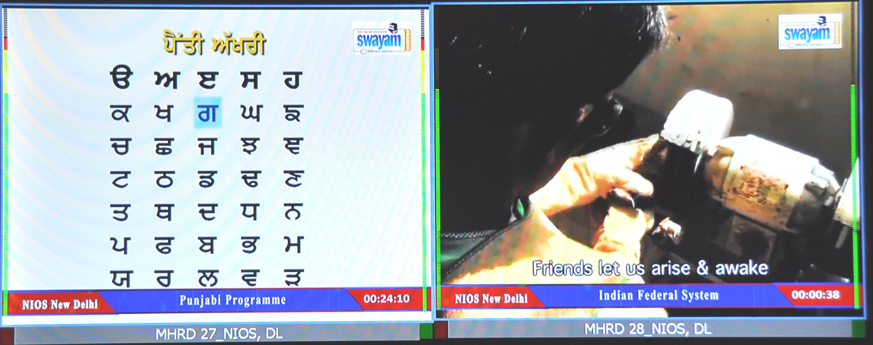 ਪੈਂਤੀ ਅੱਖਰੀ
swayam
ੳ ਅ ੲ ਸ ਹ
ਕ ਖ ਗ ਘ ਙ
ਚ ਛ ਜ ਝ ਞ
ਟ ਠ ਡ ਢ ਣ
ਤ ਥ ਦ ਧ ਨ
ਪ ਫ ਬ ਭ ਮ
ਯ ਰ ਲ ਵ ੜ
NIOS New Delhi Punjabi Programme 00:24:10
MHRD 27_NIOS, DL
swayam
Friends let us arise & awake
NIOS New Delhi Indian Federal System 00:00:38
MHRD 28_NIOS, DL